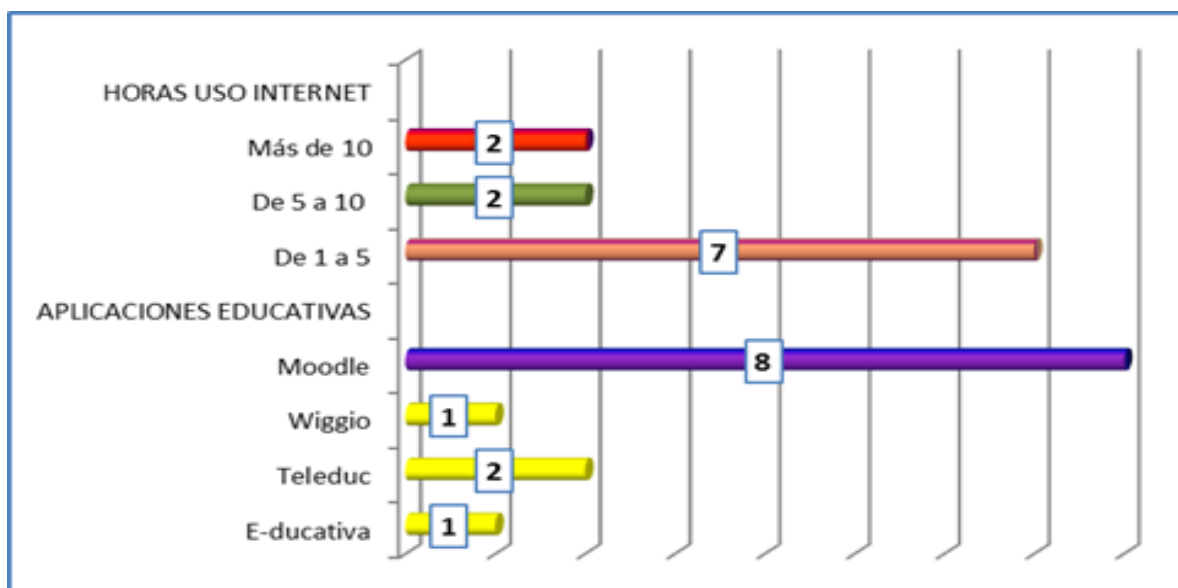 HORAS USO INTERNET
Más de 10 2
De 5 a 10 2
De 1 a 5 7
APLICACIONES EDUCATIVAS
Moodle 8
Wiggio 1
Teleduc 2
E-ducativa 1